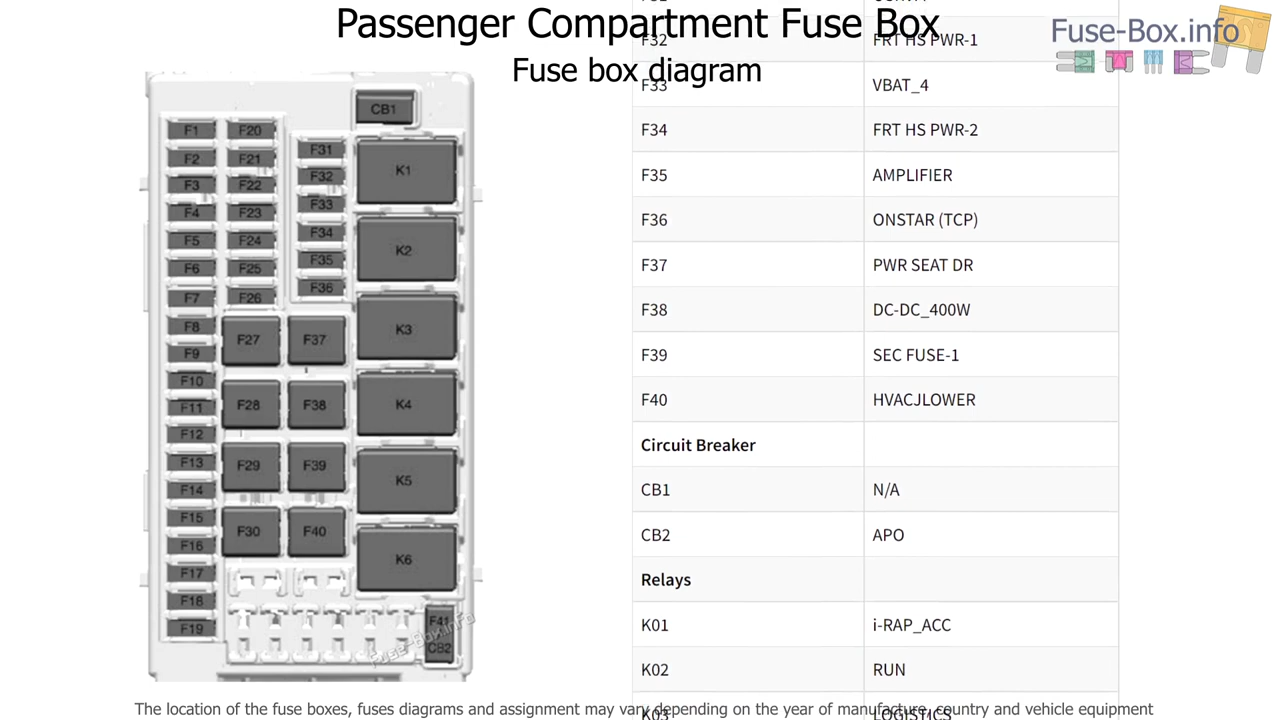 Passenger Compartment Fuse Box
Fuse box diagram
Fuse-Box.info
CB1
F1 F20
F2 F21
F3 F22
F4 F23
F5 F24
F6 F25
F7 F26
F8
F9
F10
F11
F12
F13
F14
F15
F16
F17
F18
F19
F31
F32
F33
F34
F35
F36
F27 F37
F28 F38
F29 F39
F30 F40
K1
K2
K3
K4
K5
K6
F41
CB2
Fuse-Box.info
F32 FRT HS PWR-1
F33 VBAT_4
F34 FRT HS PWR-2
F35 AMPLIFIER
F36 ONSTAR (TCP)
F37 PWR SEAT DR
F38 DC-DC_400W
F39 SEC FUSE-1
F40 HVACJLOWER
Circuit Breaker
CB1 N/A
CB2 APO
Relays
K01 i-RAP_ACC
K02 RUN
K03 LOGISTICS
The location of the fuse boxes, fuses diagrams and assignment may vary depending on the year of manufacture, country and vehicle equipment